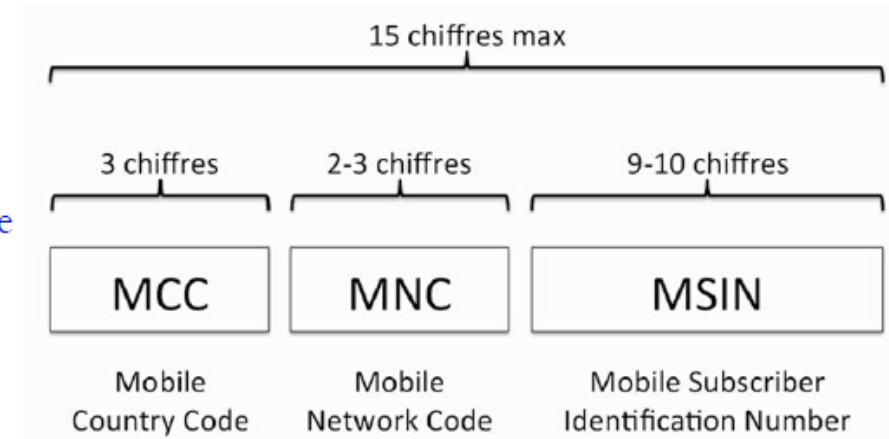 15 chiffres max
3 chiffres
2-3 chiffres
9-10 chiffres
e
MCC
MNC
MSIN
Mobile
Country Code
Mobile
Network Code
Mobile Subscriber
Identification Number